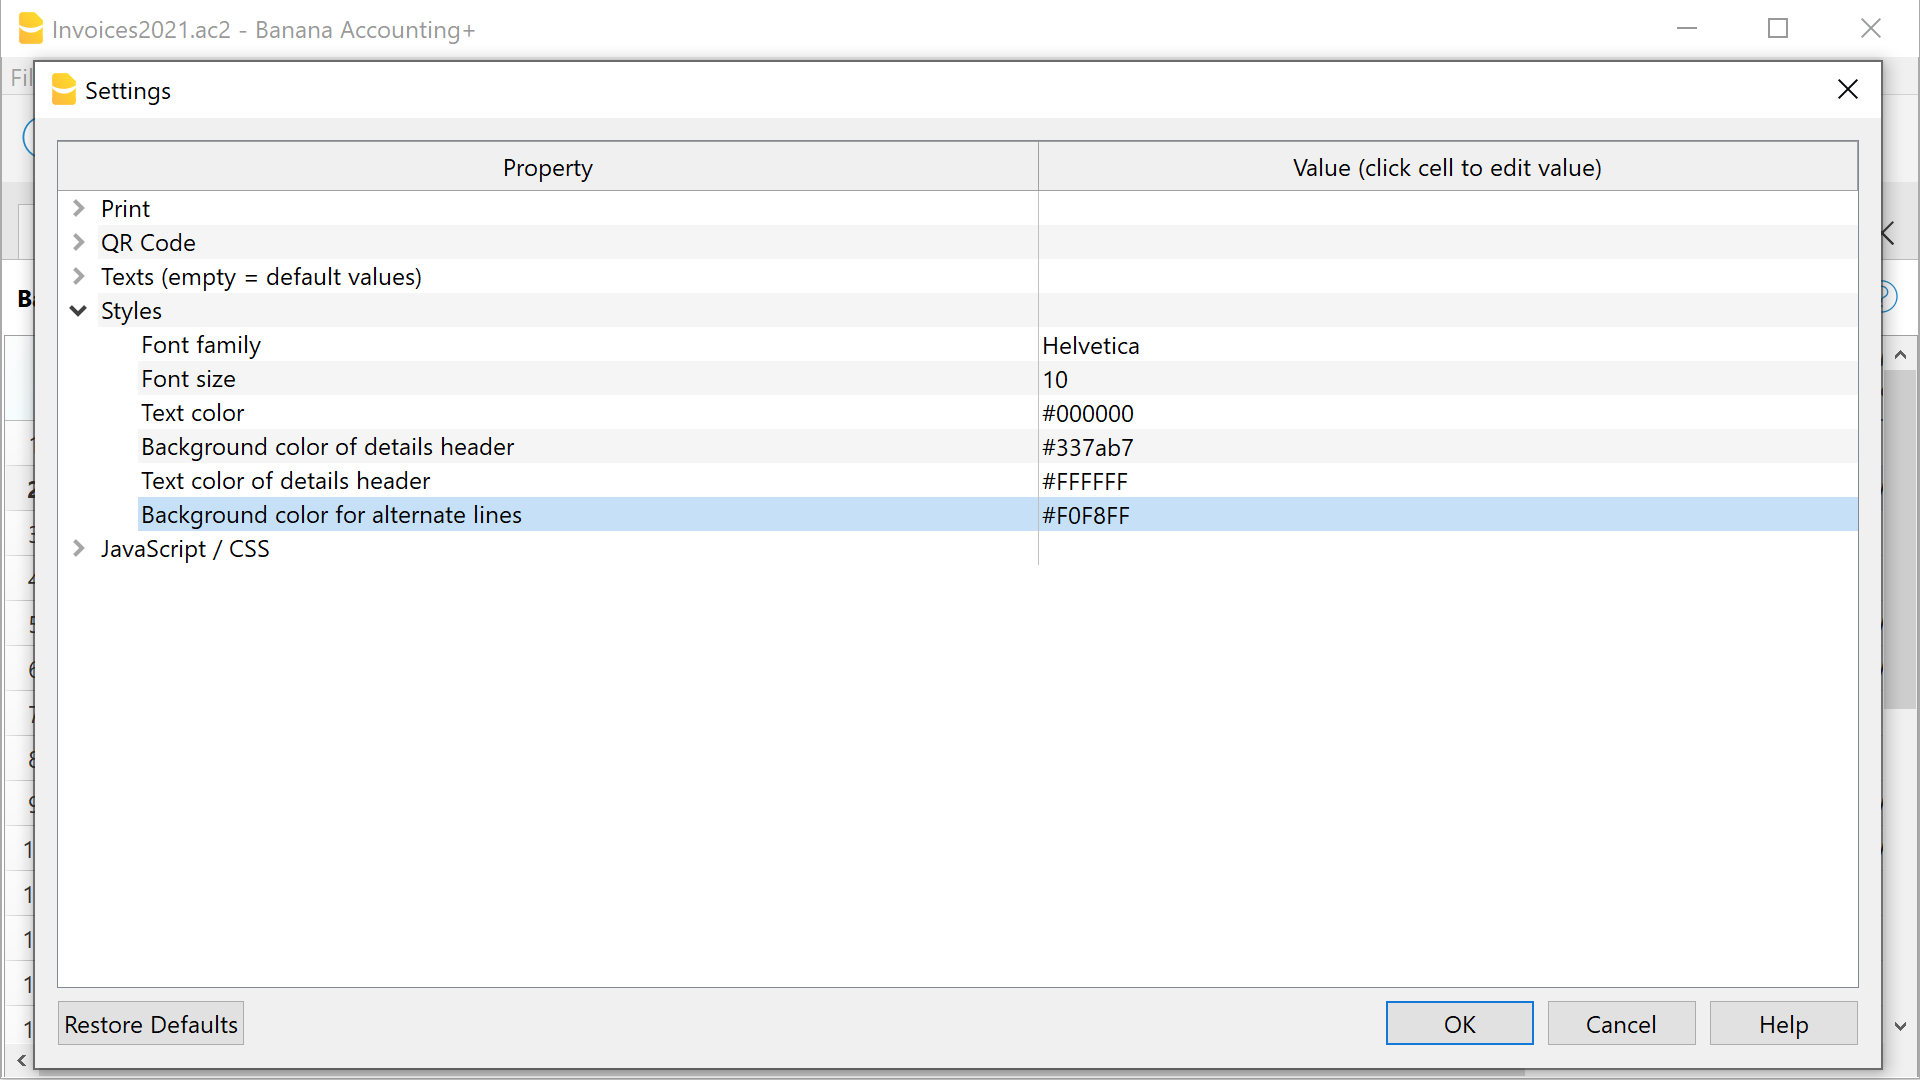 Invoices2021.ac2 - Banana Accounting+
Settings
Property
Value (click cell to edit value)
Print
QR Code
Texts (empty = default values)
Styles
Font family
Helvetica
Font size
10
Text color
#000000
Background color of details header
#337ab7
Text color of details header
#FFFFFF
Background color for alternate lines
#F0F8FF
JavaScript / CSS
Restore Defaults
OK
Cancel
Help